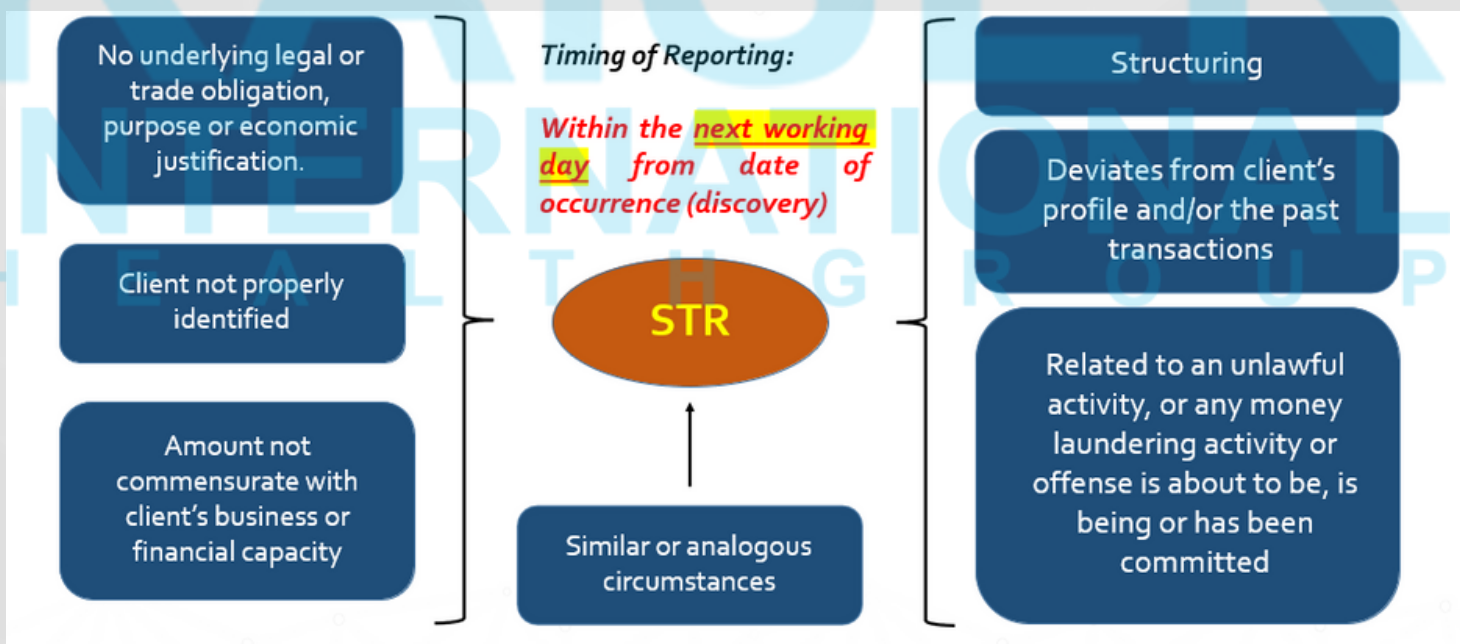 No underlying legal or
trade obligation,
purpose or economic
justification.
Client not properly
identified
Amount not
commensurate with
client's business or
financial capacity
Timing of Reporting:
Within the next working
day from date of
occurrence (discovery)
STR
Similar or analogous
circumstances
Structuring
Deviates from client's
profile and/or the past
transactions
Related to an unlawful
activity, or any money
laundering activity or
offense is about to be, is
being or has been
committed
INTERNATIONAL
HEALTH GROUP